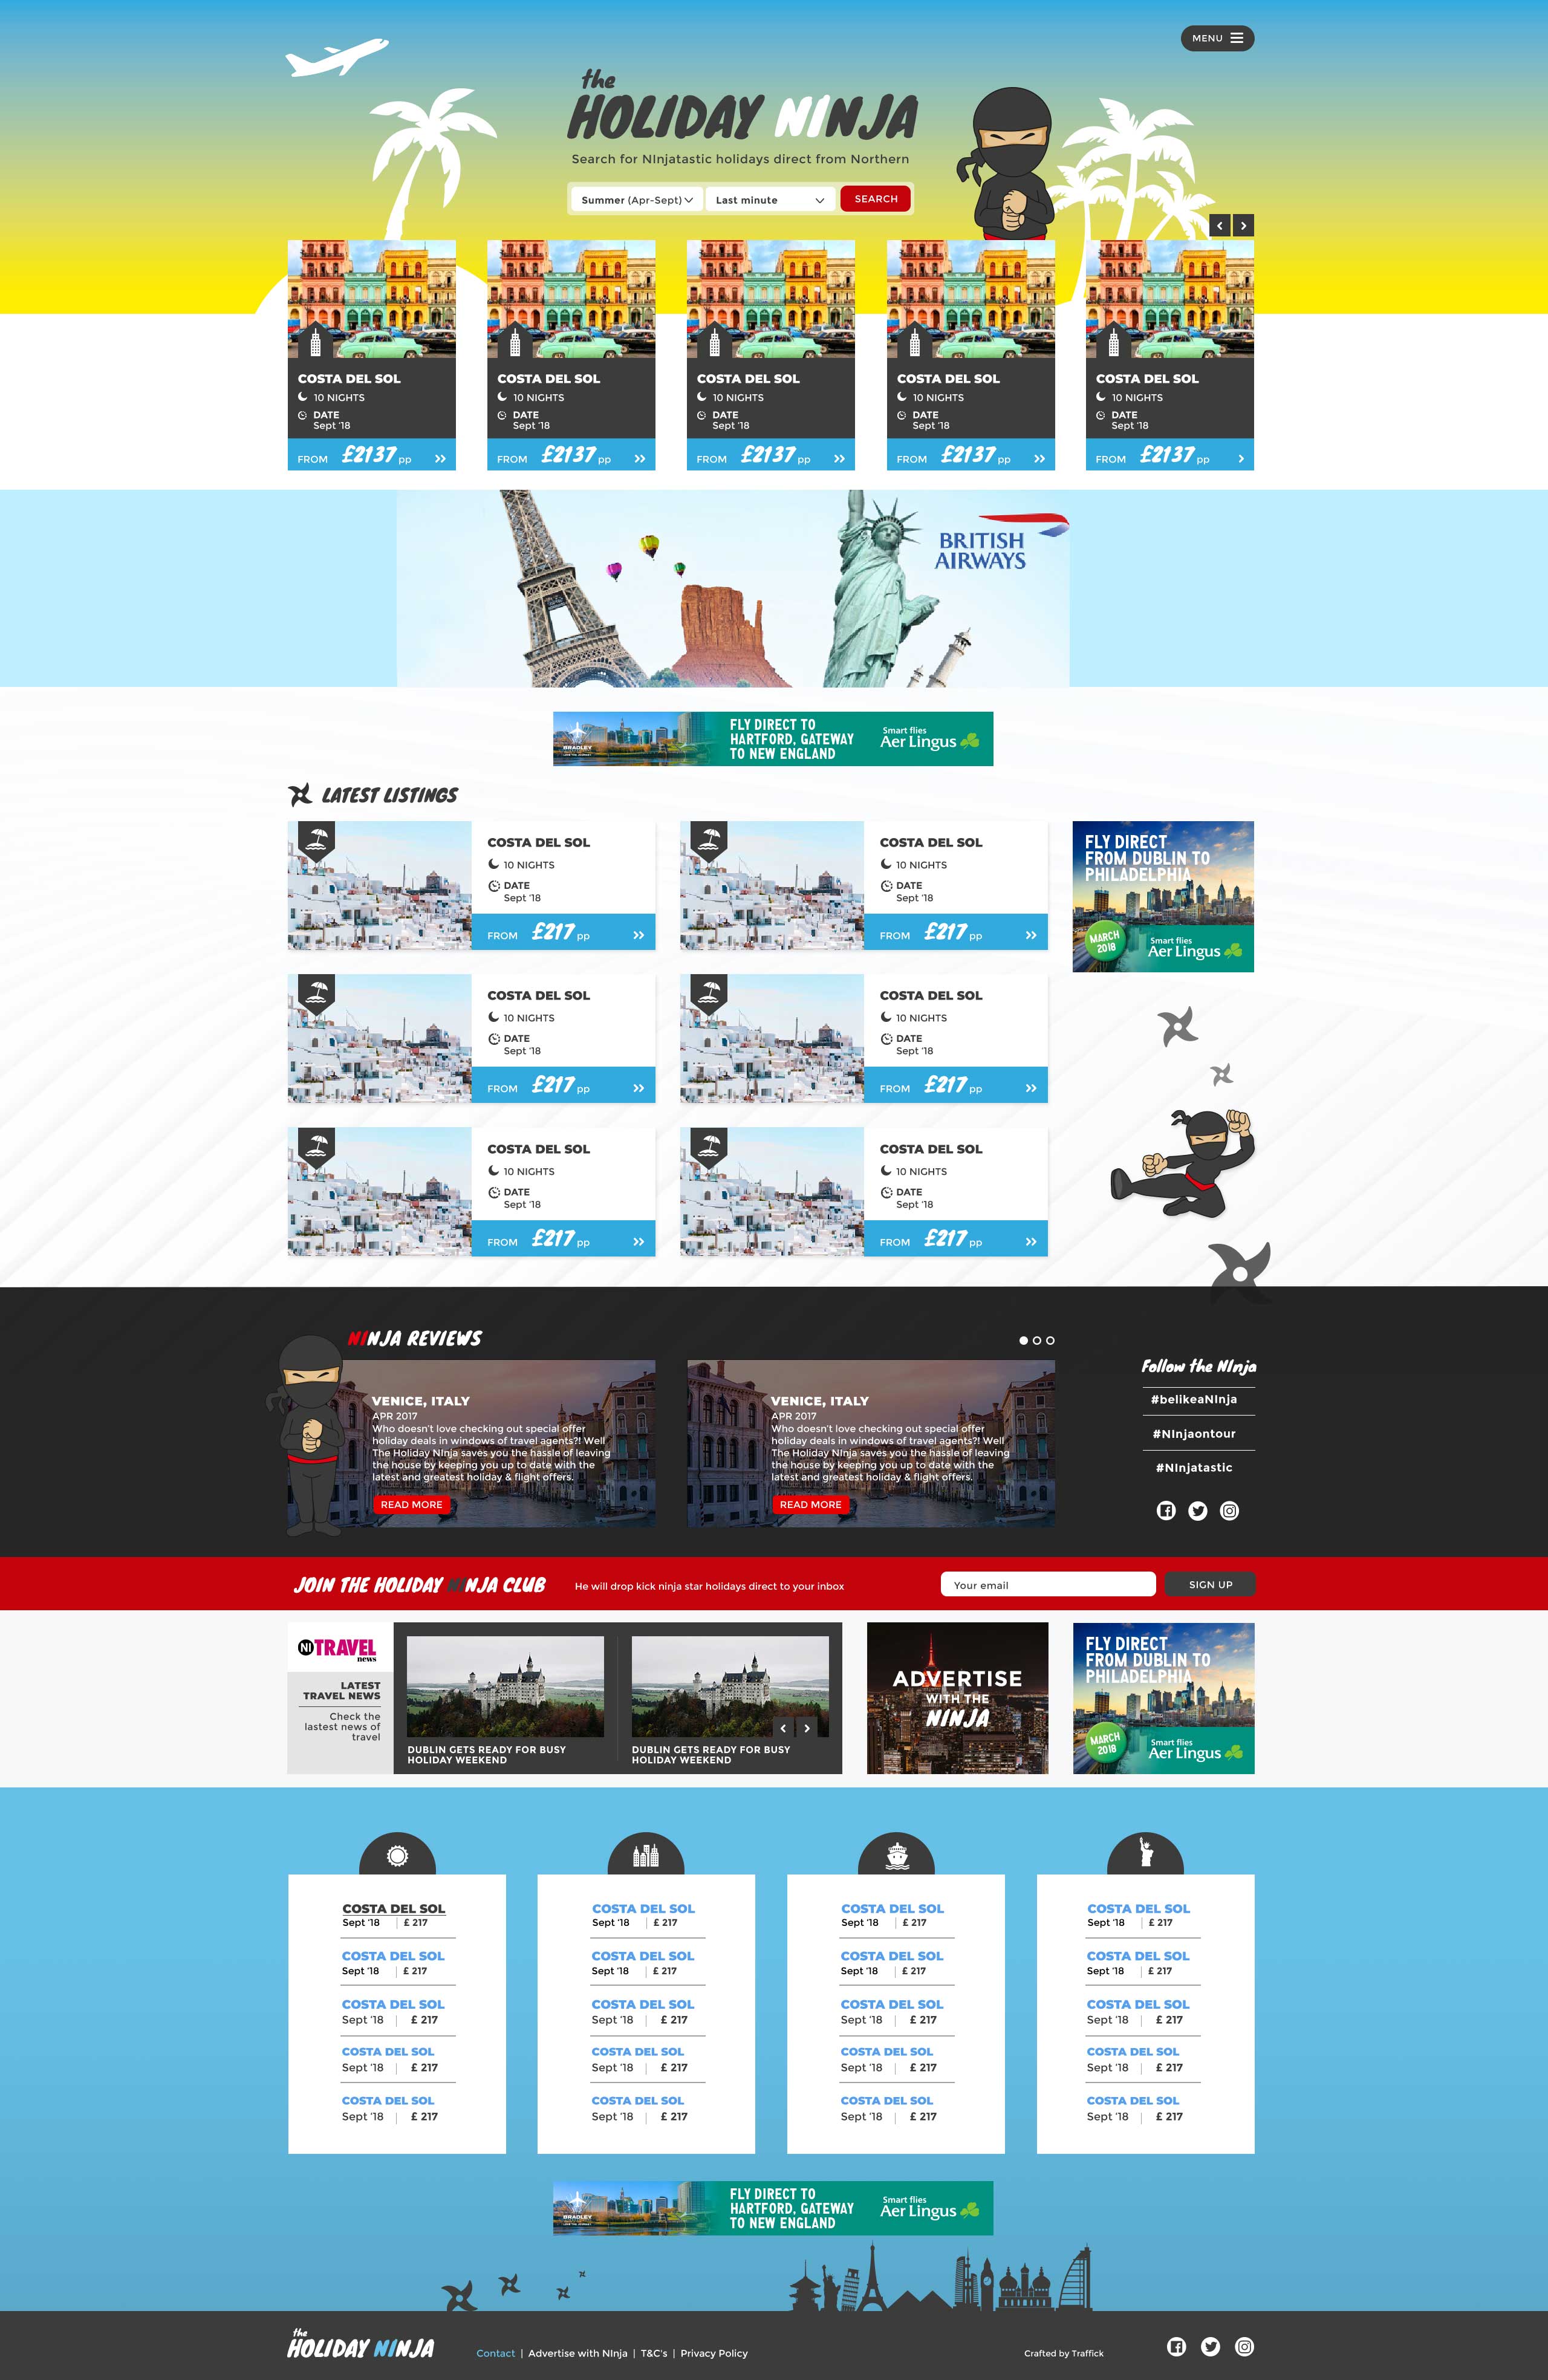 MENU
the
HOLIDAY NINJA
Search for NInjatastic holidays direct from Northern
Summer (Apr-Sept)
Last minute
SEARCH
COSTA DEL SOL
10 NIGHTS
DATE
Sept '18
FROM £2137 pp
COSTA DEL SOL
10 NIGHTS
DATE
Sept '18
FROM £2137 pp
COSTA DEL SOL
10 NIGHTS
DATE
Sept '18
FROM £2137 pp
COSTA DEL SOL
10 NIGHTS
DATE
Sept '18
FROM £2137 pp
COSTA DEL SOL
10 NIGHTS
DATE
Sept '18
FROM £2137 pp
BRITISH
AIRWAYS
BRADLEY
FLY DIRECT TO
HARTFORD, GATEWAY
TO NEW ENGLAND
Smart flies
Aer Lingus
LATEST LISTINGS
COSTA DEL SOL
10 NIGHTS
DATE
Sept '18
FROM £217 pp
COSTA DEL SOL
10 NIGHTS
DATE
Sept '18
FROM £217 pp
FLY DIRECT
FROM DUBLIN TO
PHILADELPHIA
MARCH
2018
Smart flies
Aer Lingus
COSTA DEL SOL
10 NIGHTS
DATE
Sept '18
FROM £217 pp
COSTA DEL SOL
10 NIGHTS
DATE
Sept '18
FROM £217 pp
COSTA DEL SOL
10 NIGHTS
DATE
Sept '18
FROM £217 pp
COSTA DEL SOL
10 NIGHTS
DATE
Sept '18
FROM £217 pp
NINJA REVIEWS
VENICE, ITALY
APR 2017
Who doesn't love checking out special offer
holiday deals in windows of travel agents?! Well
The Holiday NInja saves you the hassle of leaving
the house by keeping you up to date with the
latest and greatest holiday & flight offers.
READ MORE
VENICE, ITALY
APR 2017
Who doesn't love checking out special offer
holiday deals in windows of travel agents?! Well
The Holiday NInja saves you the hassle of leaving
the house by keeping you up to date with the
latest and greatest holiday & flight offers.
READ MORE
Follow the NInja
#belikeaNInja
#NInjaontour
#NInjatastic
JOIN THE HOLIDAY NINJA CLUB
He will drop kick ninja star holidays direct to your inbox
Your email
SIGN UP
NI TRAVEL
news
LATEST
TRAVEL NEWS
Check the
lastest news of
travel
DUBLIN GETS READY FOR BUSY
HOLIDAY WEEKEND
DUBLIN GETS READY FOR BUSY
HOLIDAY WEEKEND
ADVERTISE
WITH THE
NINJA
FLY DIRECT
FROM DUBLIN TO
PHILADELPHIA
MARCH
2018
Smart flies
Aer Lingus
COSTA DEL SOL
Sept '18 | £ 217
COSTA DEL SOL
Sept '18 | £ 217
COSTA DEL SOL
Sept '18 | £ 217
COSTA DEL SOL
Sept '18 | £ 217
COSTA DEL SOL
Sept '18 | £ 217
COSTA DEL SOL
Sept '18 | £ 217
COSTA DEL SOL
Sept '18 | £ 217
COSTA DEL SOL
Sept '18 | £ 217
COSTA DEL SOL
Sept '18 | £ 217
COSTA DEL SOL
Sept '18 | £ 217
COSTA DEL SOL
Sept '18 | £ 217
COSTA DEL SOL
Sept '18 | £ 217
COSTA DEL SOL
Sept '18 | £ 217
COSTA DEL SOL
Sept '18 | £ 217
COSTA DEL SOL
Sept '18 | £ 217
COSTA DEL SOL
Sept '18 | £ 217
COSTA DEL SOL
Sept '18 | £ 217
COSTA DEL SOL
Sept '18 | £ 217
COSTA DEL SOL
Sept '18 | £ 217
COSTA DEL SOL
Sept '18 | £ 217
BRADLEY
FLY DIRECT TO
HARTFORD, GATEWAY
TO NEW ENGLAND
Smart flies
Aer Lingus
the
HOLIDAY NINJA
Contact | Advertise with NInja | T&C's | Privacy Policy
Crafted by Traffick